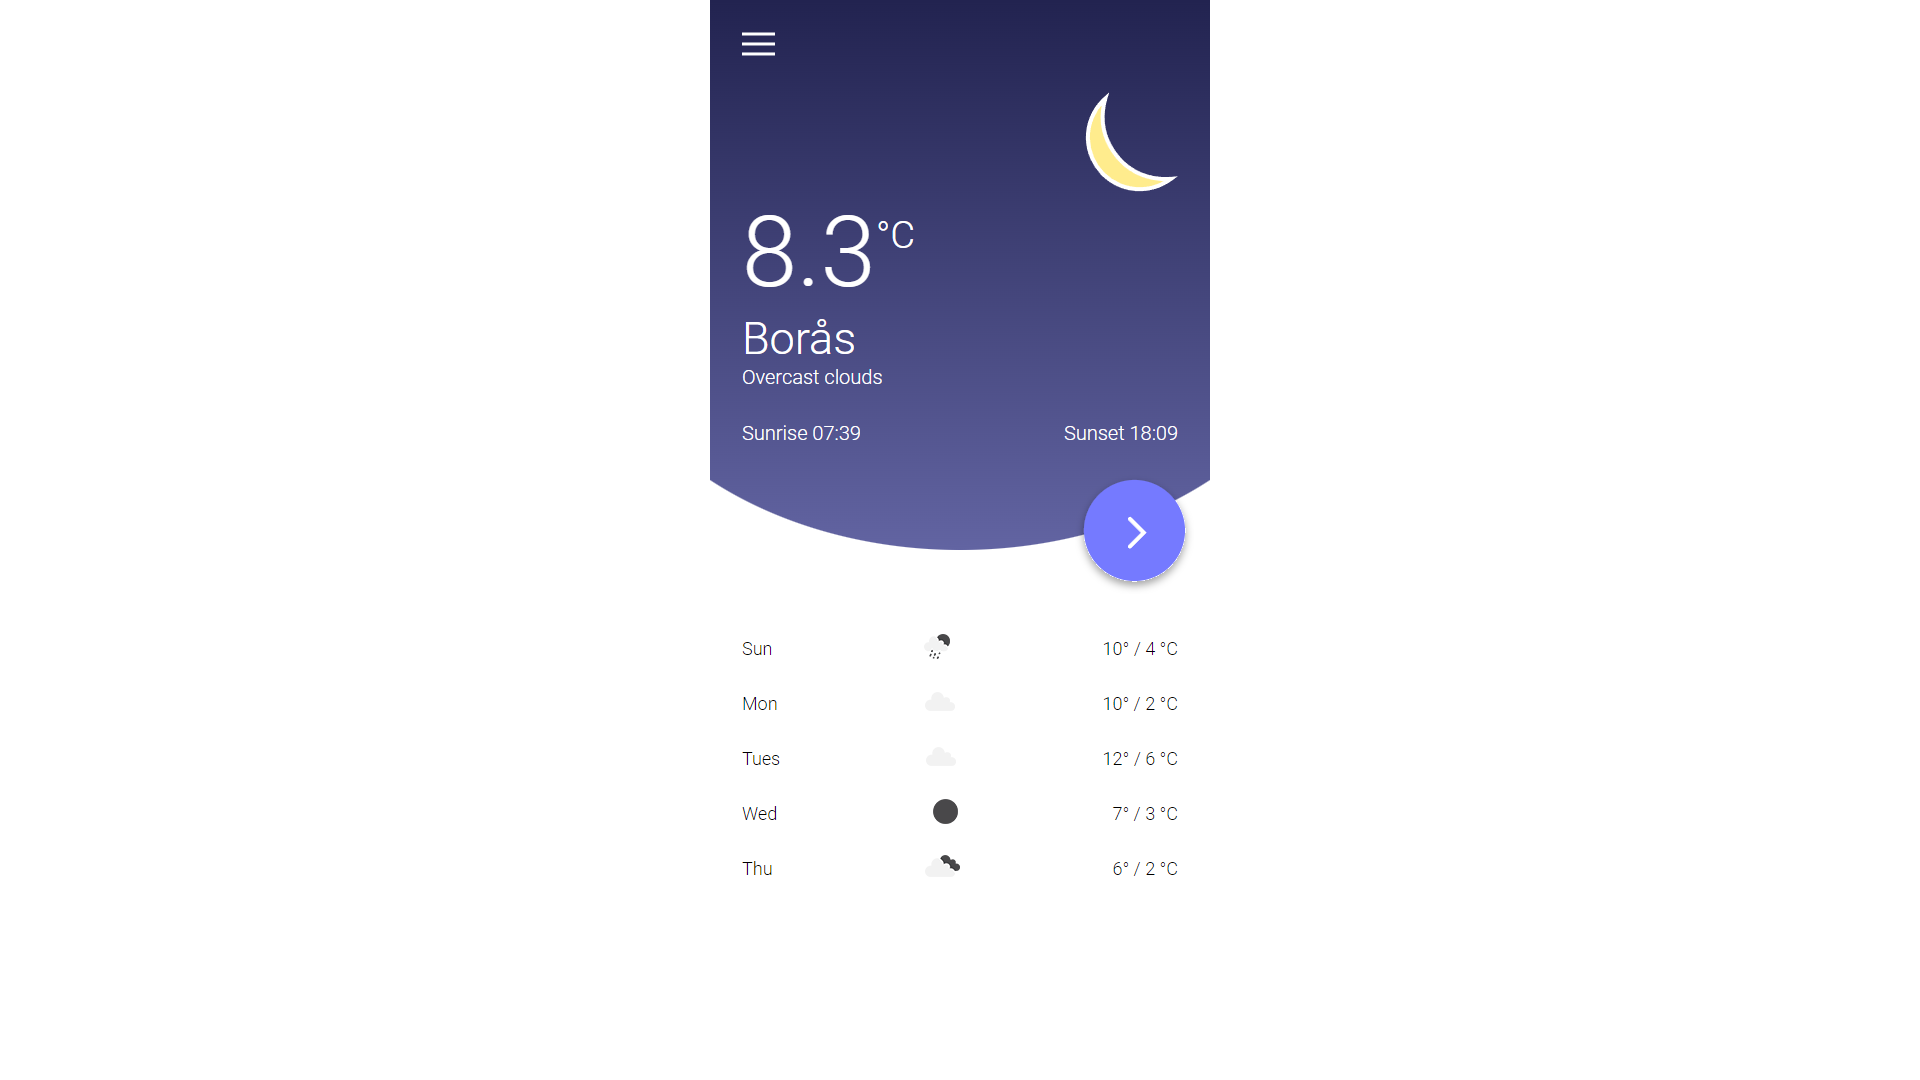 8.3 °C
Borås
Overcast clouds
Sunrise 07:39 Sunset 18:09
Sun 10° / 4 °C
Mon 10° / 2 °C
Tues 12° / 6 °C
Wed 7° / 3 °C
Thu 6° / 2 °C